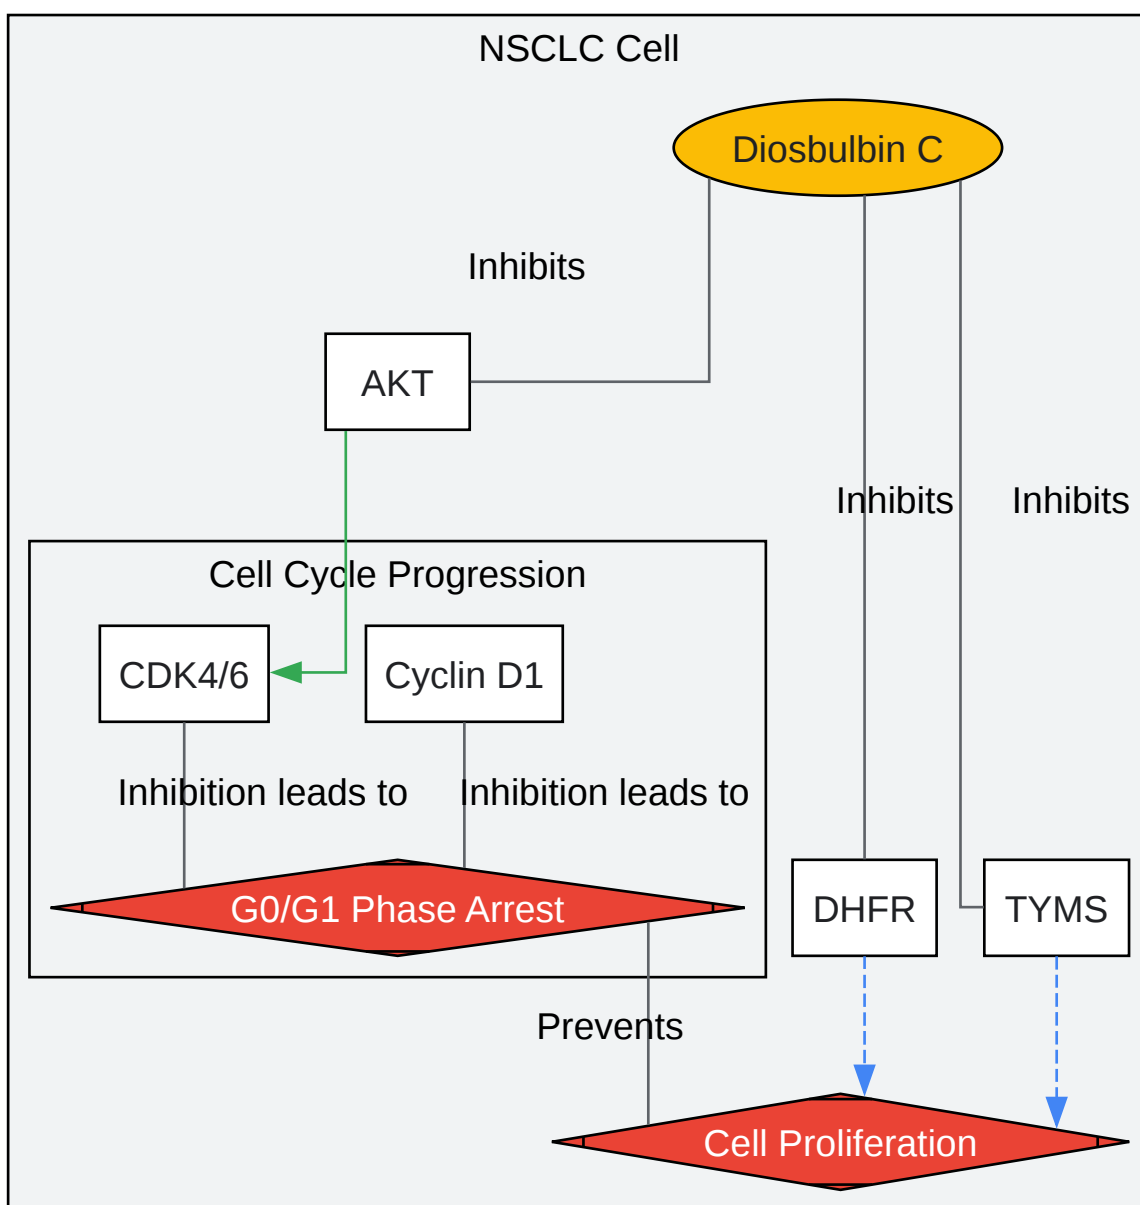 NSCLC Cell
Diosbulbin C
Inhibits
AKT
Inhibits
Inhibits
Cell Cycle Progression
CDK4/6
Cyclin D1
Inhibition leads to
Inhibition leads to
G0/G1 Phase Arrest
DHFR
TYMS
Prevents
Cell Proliferation